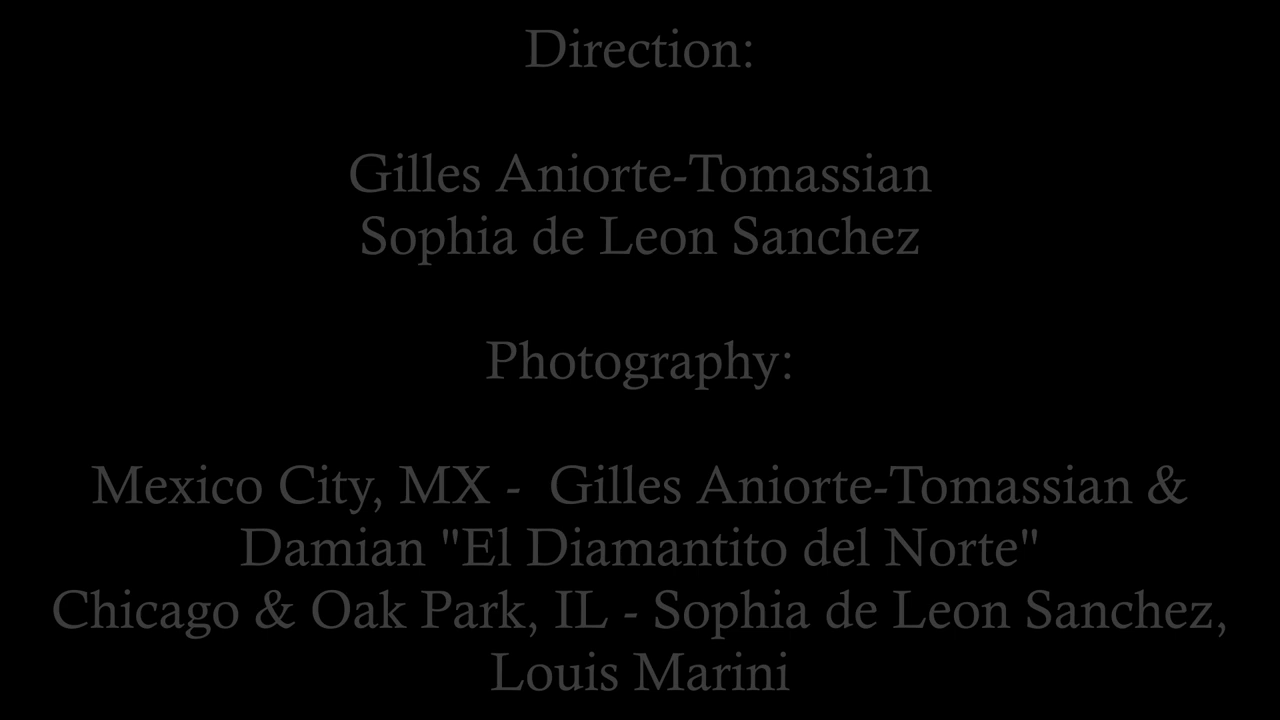 Direction:
Gilles Aniorte-Tomassian
Sophia de Leon Sanchez
Photography:
Mexico City, MX -  Gilles Aniorte-Tomassian &
Damian "El Diamantito del Norte"
Chicago & Oak Park, IL - Sophia de Leon Sanchez,
Louis Marini